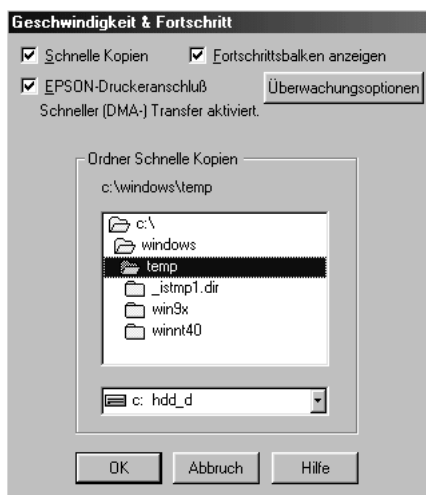 Geschwindigkeit & Fortschritt
Schnelle Kopien
Fortschrittsbalken anzeigen
EPSON-Druckeranschluß
Überwachungsoptionen
Schneller (DMA-) Transfer aktiviert.
Ordner Schnelle Kopien
c:\windows\temp
c:\
windows
temp
_istmp1.dir
win9x
winnt40
c: hdd_d
OK
Abbruch
Hilfe